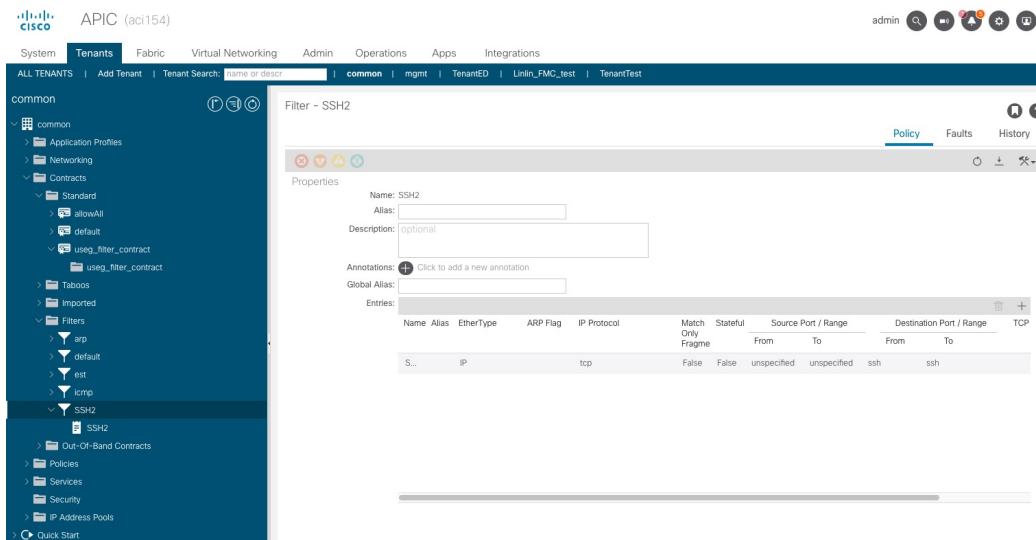 CISCO APIC (aci154) admin
System Tenants Fabric Virtual Networking Admin Operations Apps Integrations
ALL TENANTS | Add Tenant | Tenant Search: name or descr | common | mgmt | TenantED | Linlin_FMC_test | TenantTest
common
common
Application Profiles
Networking
Contracts
Standard
allowAll
default
useg_filter_contract
useg_filter_contract
Taboos
Imported
Filters
arp
default
est
icmp
SSH2
SSH2
Out-Of-Band Contracts
Policies
Services
Security
IP Address Pools
Quick Start
Filter - SSH2
Policy Faults History
Properties
Name: SSH2
Alias:
Description: optional
Annotations: Click to add a new annotation
Global Alias:
Entries:
Name Alias EtherType ARP Flag IP Protocol Match Only Fragme Stateful Source Port / Range Destination Port / Range TCP
From To From To
S... IP tcp False False unspecified unspecified ssh ssh